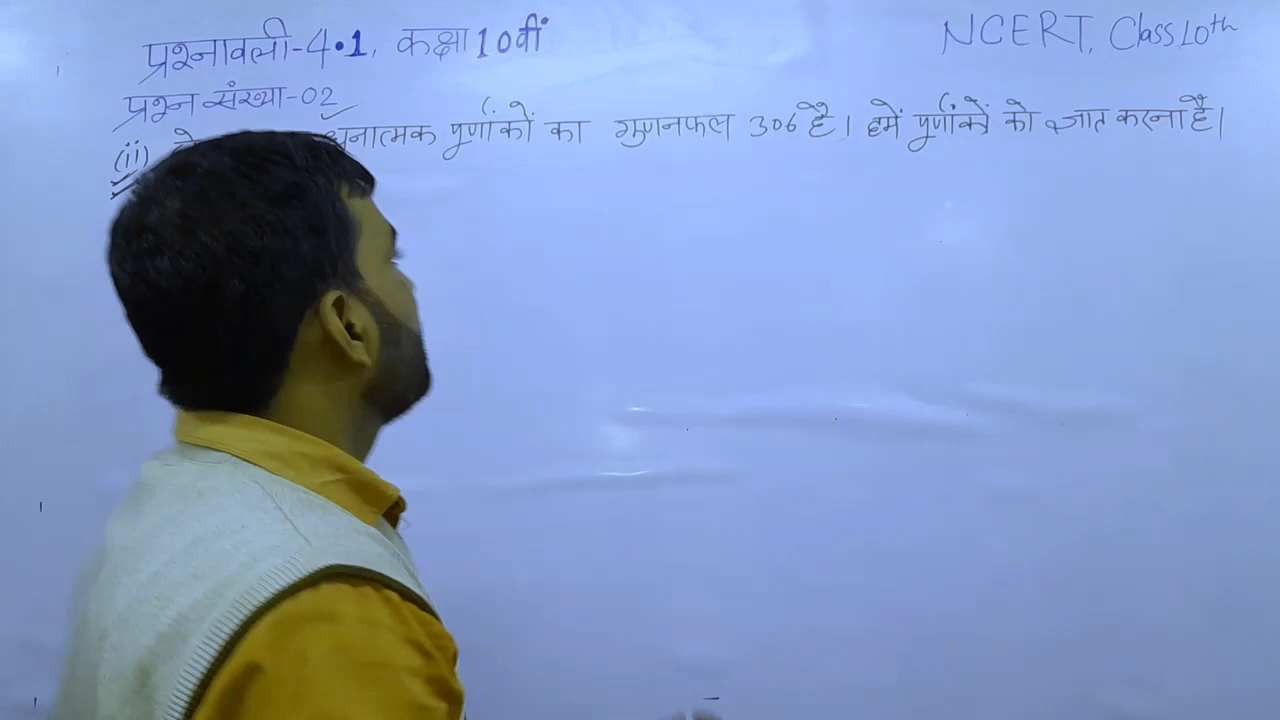 प्रश्नावली-4.1, कक्षा 10वीं
NCERT, Class 10th
प्रश्न संख्या-02
(ii) धनात्मक पूर्णांकों का गुणनफल 306 है। हमें पूर्णांकों को ज्ञात करना है।